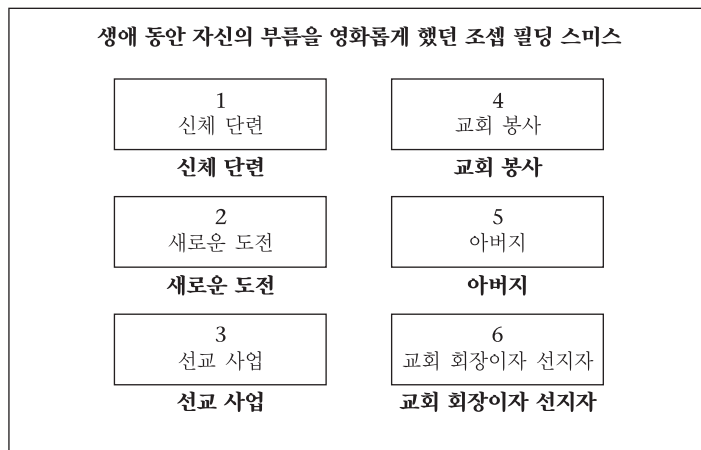 생애 동안 자신의 부름을 영화롭게 했던 조셉 필딩 스미스
1
신체 단련
신체 단련
2
새로운 도전
새로운 도전
3
선교 사업
선교 사업
4
교회 봉사
교회 봉사
5
아버지
아버지
6
교회 회장이자 선지자
교회 회장이자 선지자